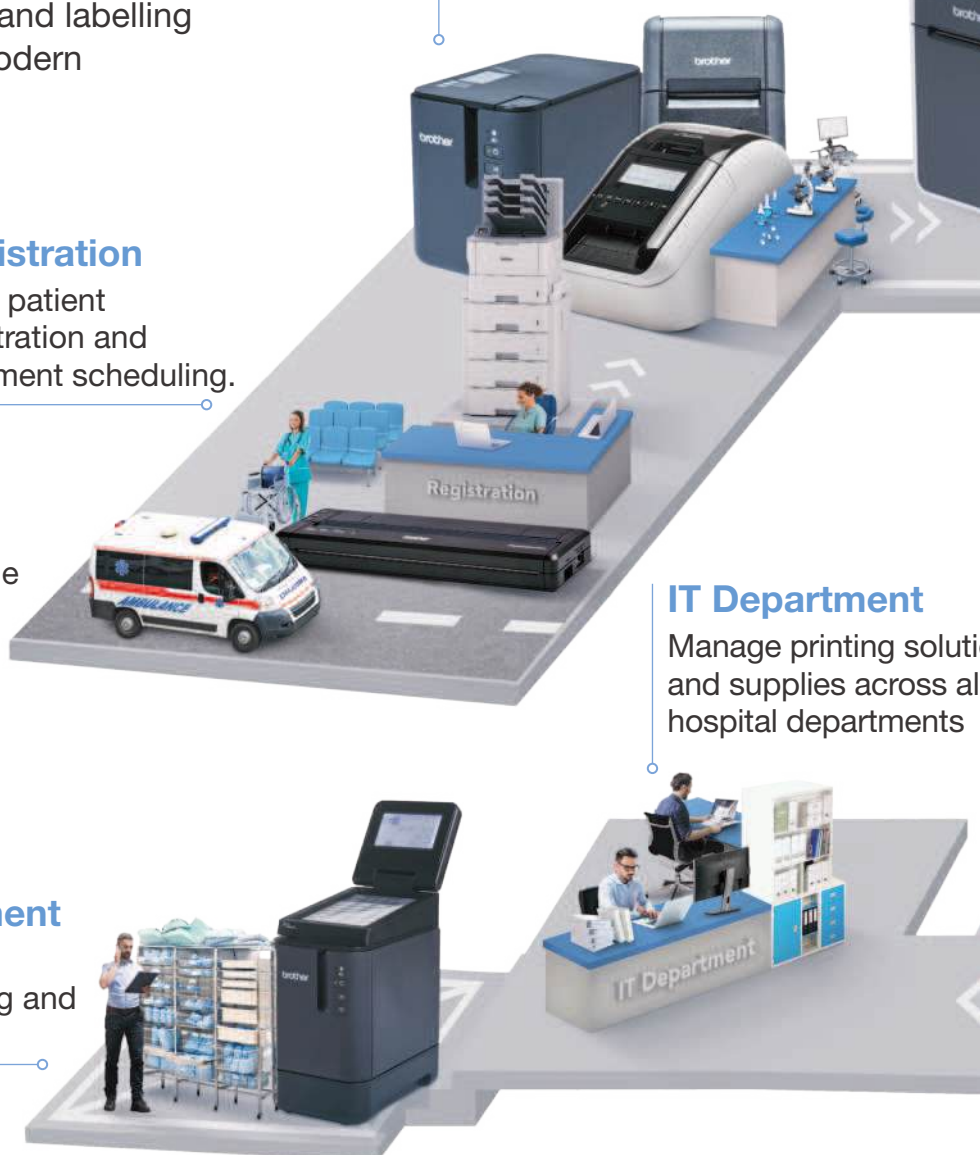 and labelling
odern
brother
brother
istration
patient
tration and
ment scheduling.
Registration
e
AMBULANCE
IT Department
Manage printing soluti
and supplies across al
hospital departments
ent
g and
brother
IT Department